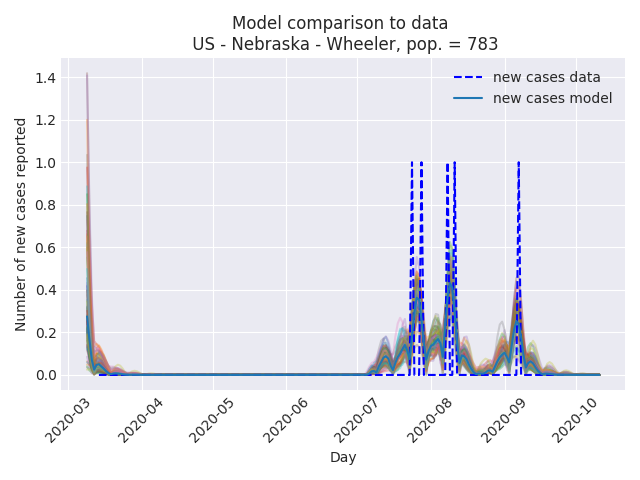 Model comparison to data
US - Nebraska - Wheeler, pop. = 783
new cases data
new cases model
Number of new cases reported
1.4
1.2
1.0
0.8
0.6
0.4
0.2
0.0
2020-03
2020-04
2020-05
2020-06
2020-07
2020-08
2020-09
2020-10
Day